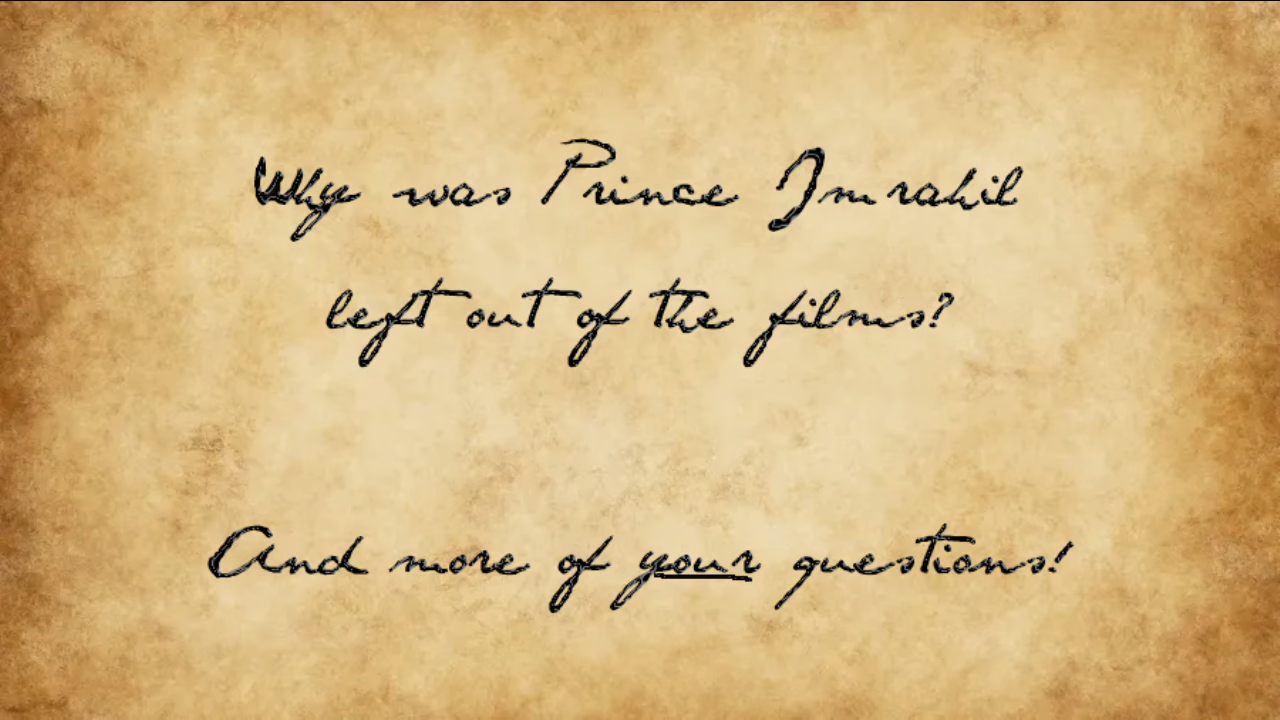 Why was Prince Imrahil
left out of the films?
And more of your questions!